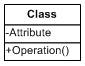 Class
-Attribute
+Operation()